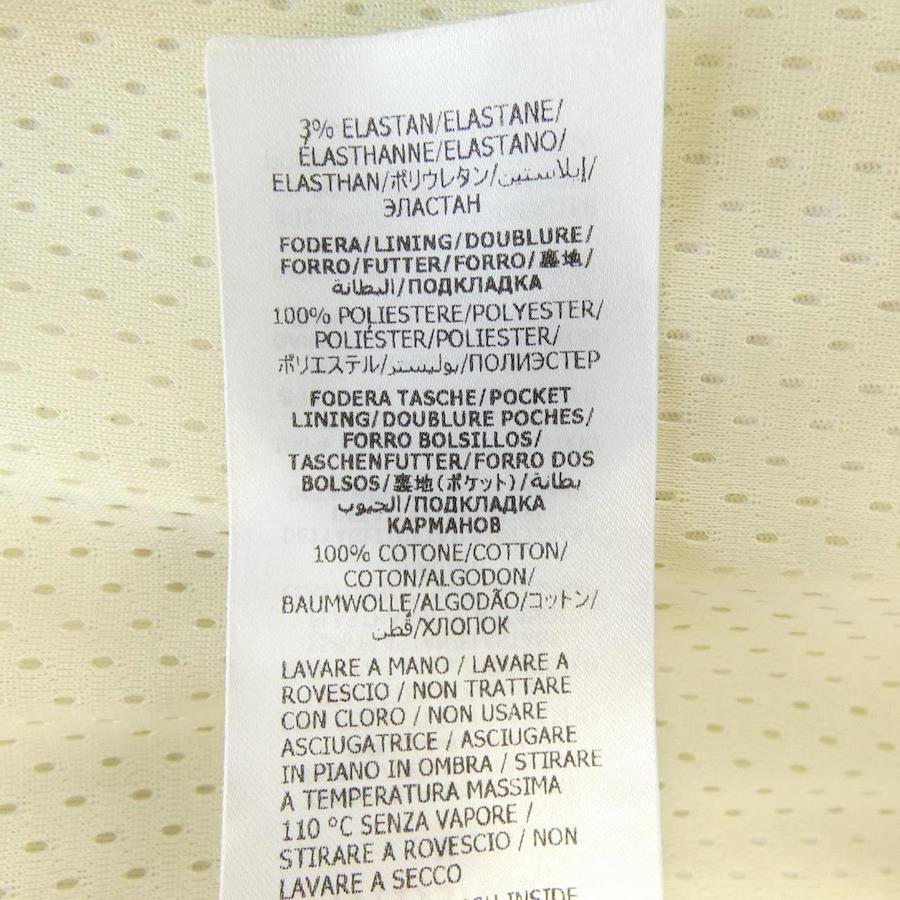 3% ELASTAN/ELASTANE/
ÉLASTHANNE/ELASTANO/
ELASTHAN/ポリウレタン/إيلاستين/
ЭЛАСТАН
FODERA/LINING/DOUBLURE/
FORRO/FUTTER/FORRO/裏地/
البطانة/ПОДКЛАДКА
100% POLIESTERE/POLYESTER/
POLIÉSTER/POLIESTER/
ポリエステル/بوليستر/ПОЛИЭСТЕР
FODERA TASCHE/POCKET
LINING/DOUBLURE POCHES/
FORRO BOLSILLOS/
TASCHENFUTTER/FORRO DOS
BOLSOS/裏地(ポケット)/بطانة
الجيوب/ПОДКЛАДКА
КАРМАНОВ
100% COTONE/COTTON/
COTON/ALGODON/
BAUMWOLLE/ALGODÃO/コットン/
قُطن/ХЛОПОК
LAVARE A MANO / LAVARE A
ROVESCIO / NON TRATTARE
CON CLORO / NON USARE
ASCIUGATRICE / ASCIUGARE
IN PIANO IN OMBRA / STIRARE
A TEMPERATURA MASSIMA
110 °C SENZA VAPORE /
STIRARE A ROVESCIO / NON
LAVARE A SECCO
INSIDE